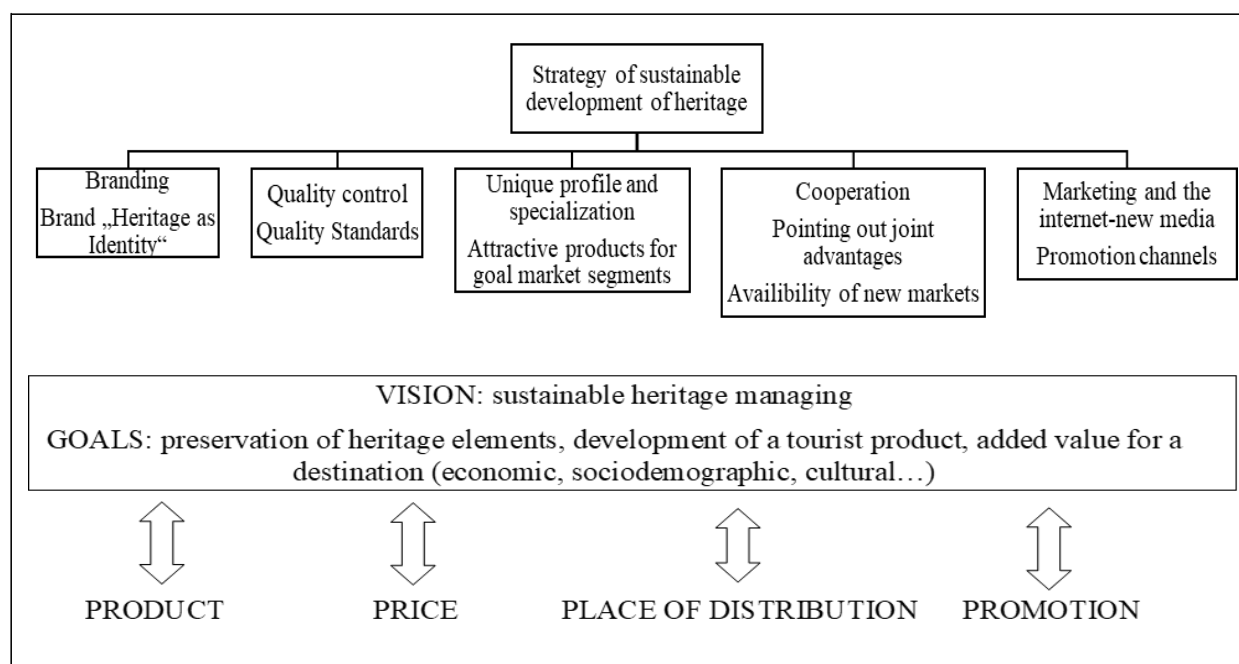 Strategy of sustainable
development of heritage
Branding
Brand „Heritage as
Identity“
Quality control
Quality Standards
Unique profile and
specialization
Attractive products for
goal market segments
Cooperation
Pointing out joint
advantages
Availibility of new markets
Marketing and the
internet-new media
Promotion channels
VISION: sustainable heritage managing
GOALS: preservation of heritage elements, development of a tourist product, added value for a
destination (economic, sociodemographic, cultural…)
PRODUCT
PRICE
PLACE OF DISTRIBUTION
PROMOTION